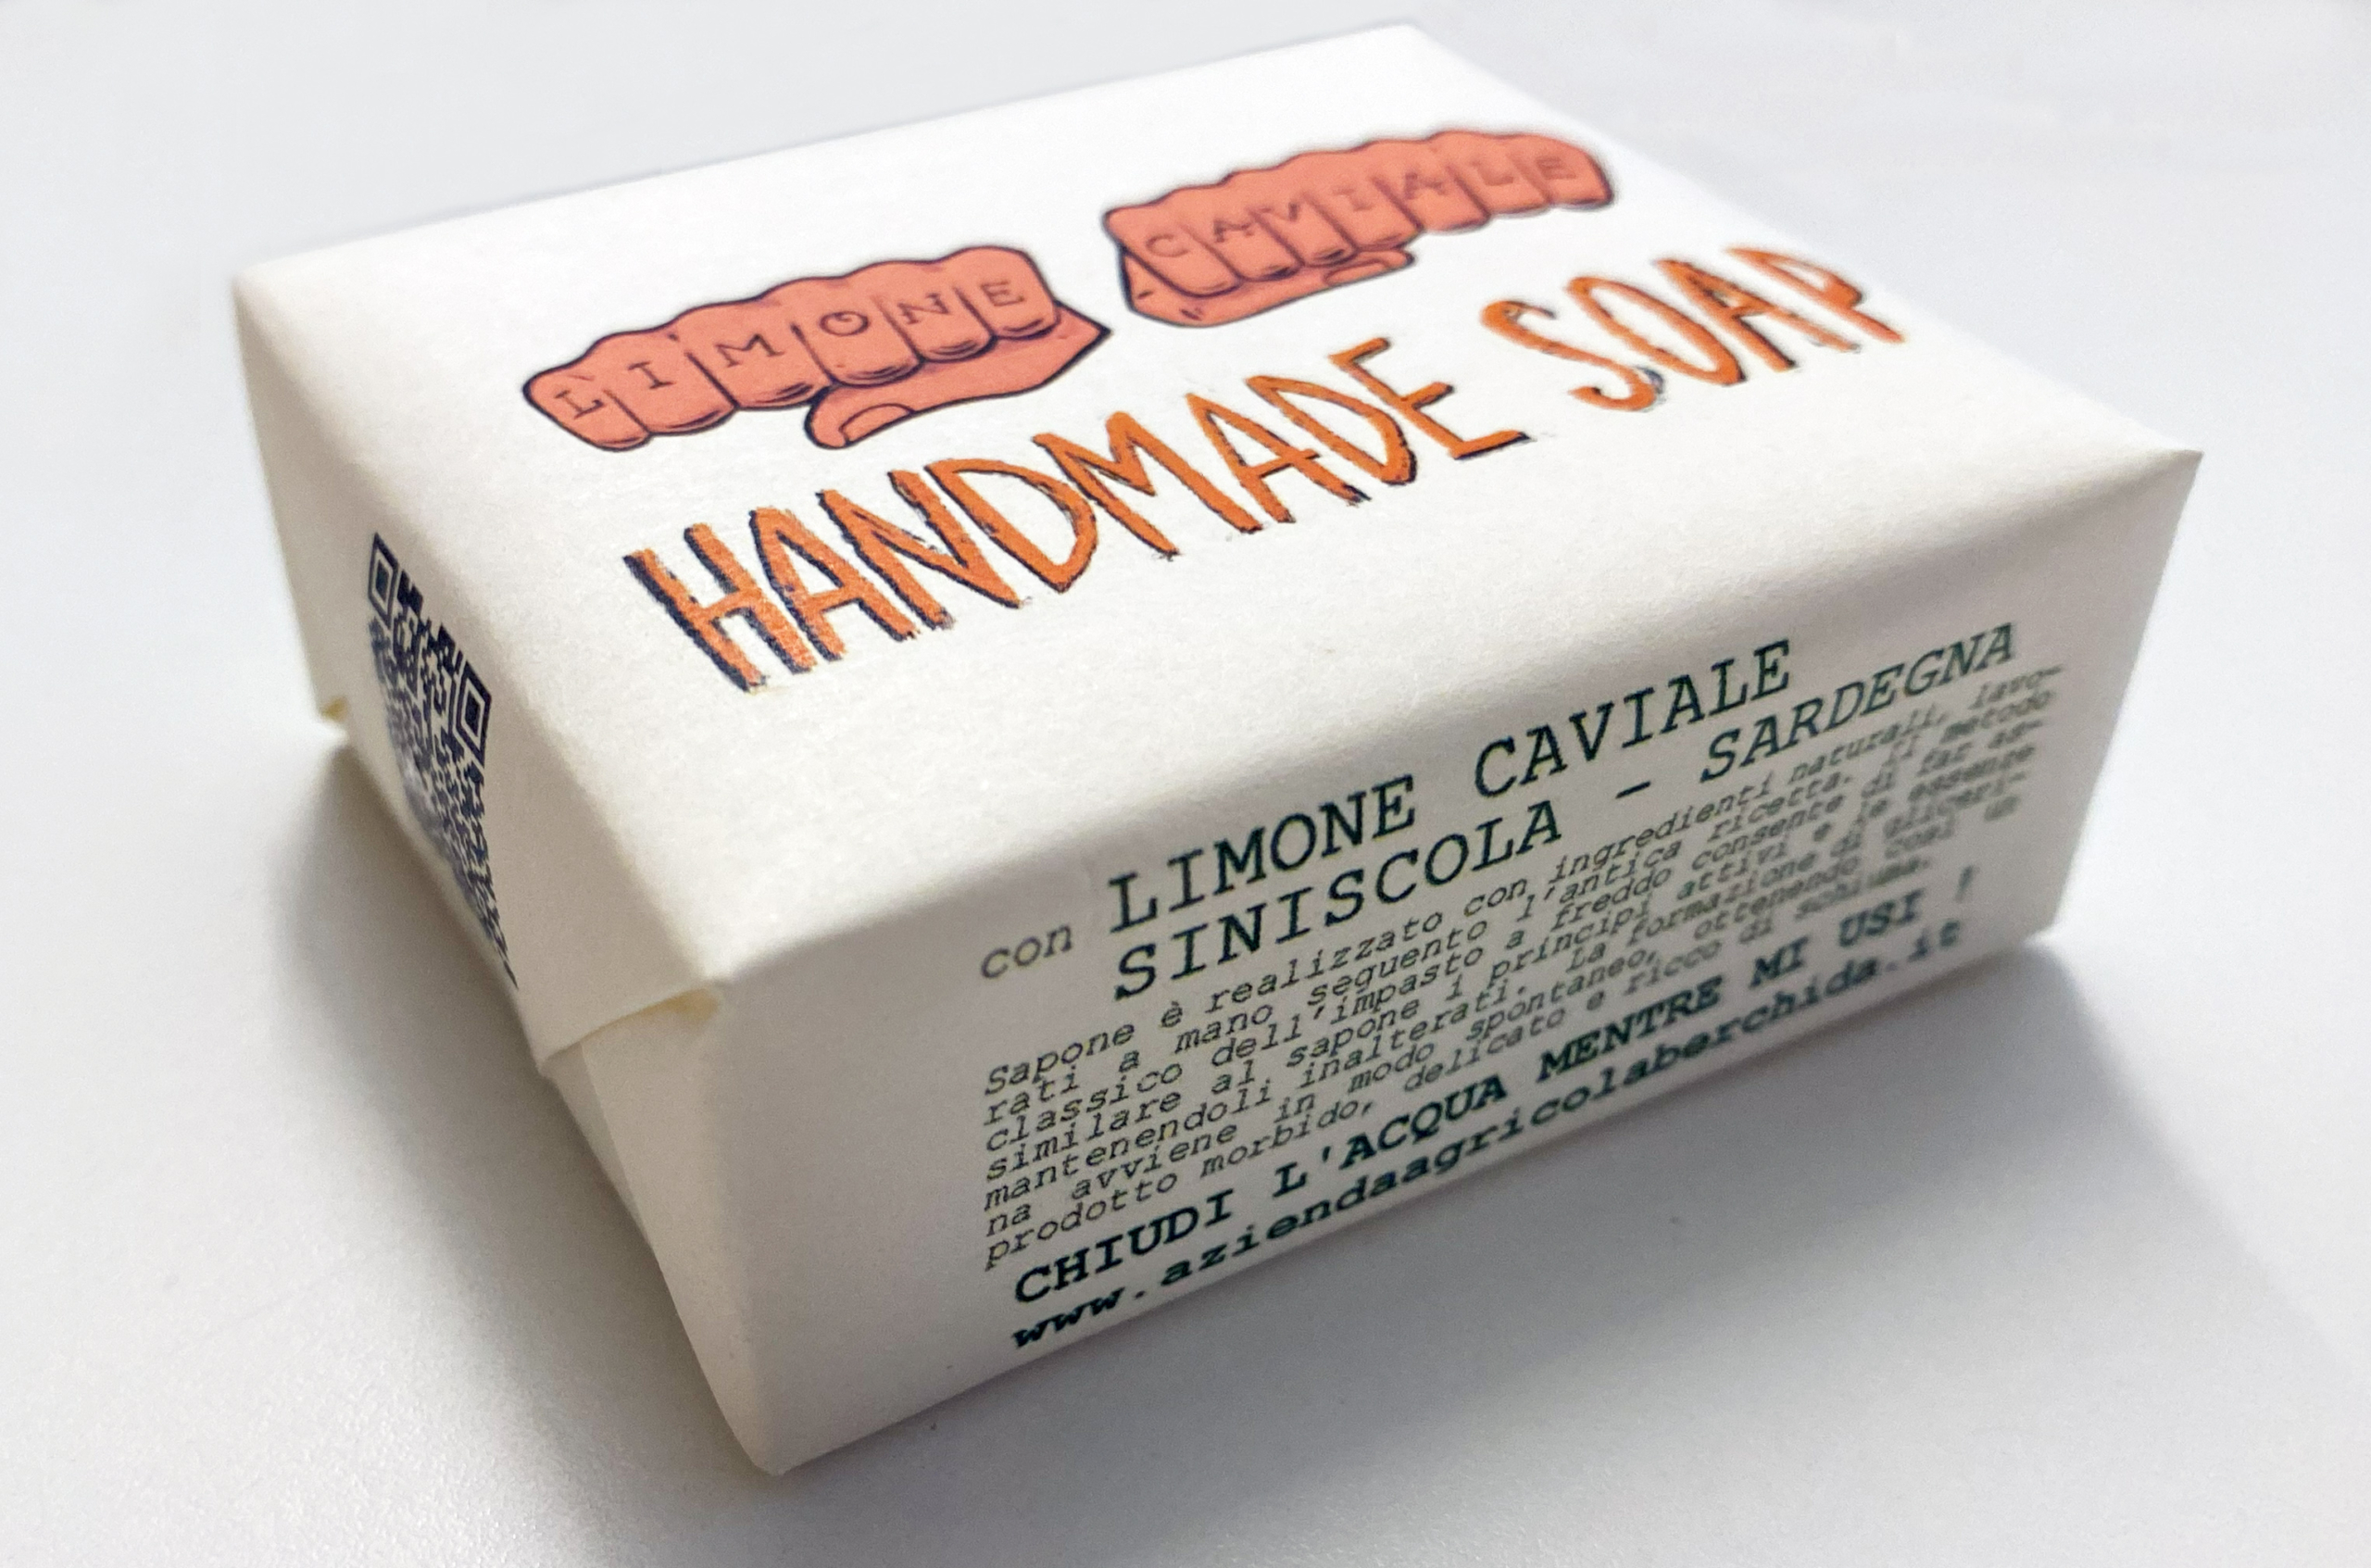 LIMONE CAVIALE
HANDMADE SOAP
con LIMONE CAVIALE
SINISCOLA - SARDEGNA
Sapone è realizzato con ingredienti naturali, lavo-
rati a mano seguento l'antica ricetta. Il metodo
classico dell'impasto a freddo consente di far as-
similare al sapone i principi attivi e le essenze
mantenendoli inalterati. La formazione di gliceri-
na avviene in modo spontaneo, ottenendo così un
prodotto morbido, delicato e ricco di schiuma.
CHIUDI L'ACQUA MENTRE MI USI !
www.aziendaagricolaberchida.it